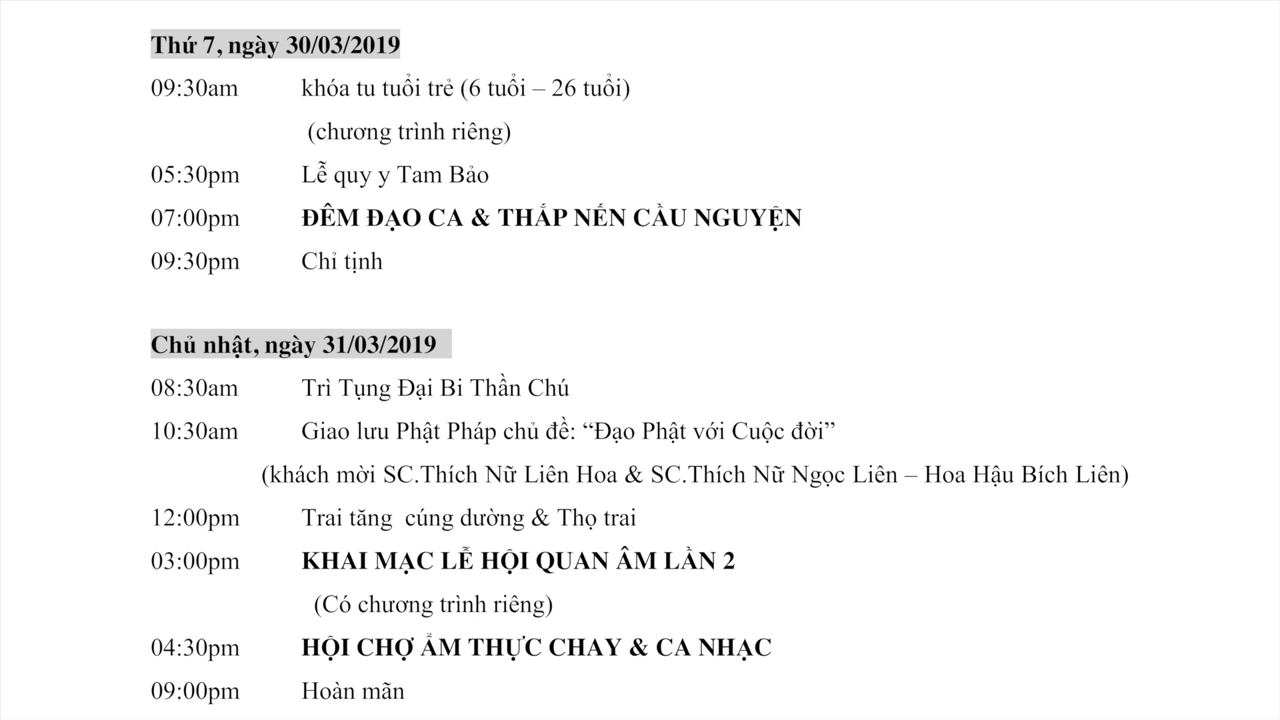 Thứ 7, ngày 30/03/2019
09:30am khóa tu tuổi trẻ (6 tuổi – 26 tuổi)
(chương trình riêng)
05:30pm Lễ quy y Tam Bảo
07:00pm ĐÊM ĐẠO CA & THẮP NẾN CẦU NGUYỆN
09:30pm Chỉ tịnh
Chủ nhật, ngày 31/03/2019
08:30am Trì Tụng Đại Bi Thần Chú
10:30am Giao lưu Phật Pháp chủ đề: “Đạo Phật với Cuộc đời”
(khách mời SC.Thích Nữ Liên Hoa & SC.Thích Nữ Ngọc Liên – Hoa Hậu Bích Liên)
12:00pm Trai tăng cúng dường & Thọ trai
03:00pm KHAI MẠC LỄ HỘI QUAN ÂM LẦN 2
(Có chương trình riêng)
04:30pm HỘI CHỢ ẨM THỰC CHAY & CA NHẠC
09:00pm Hoàn mãn